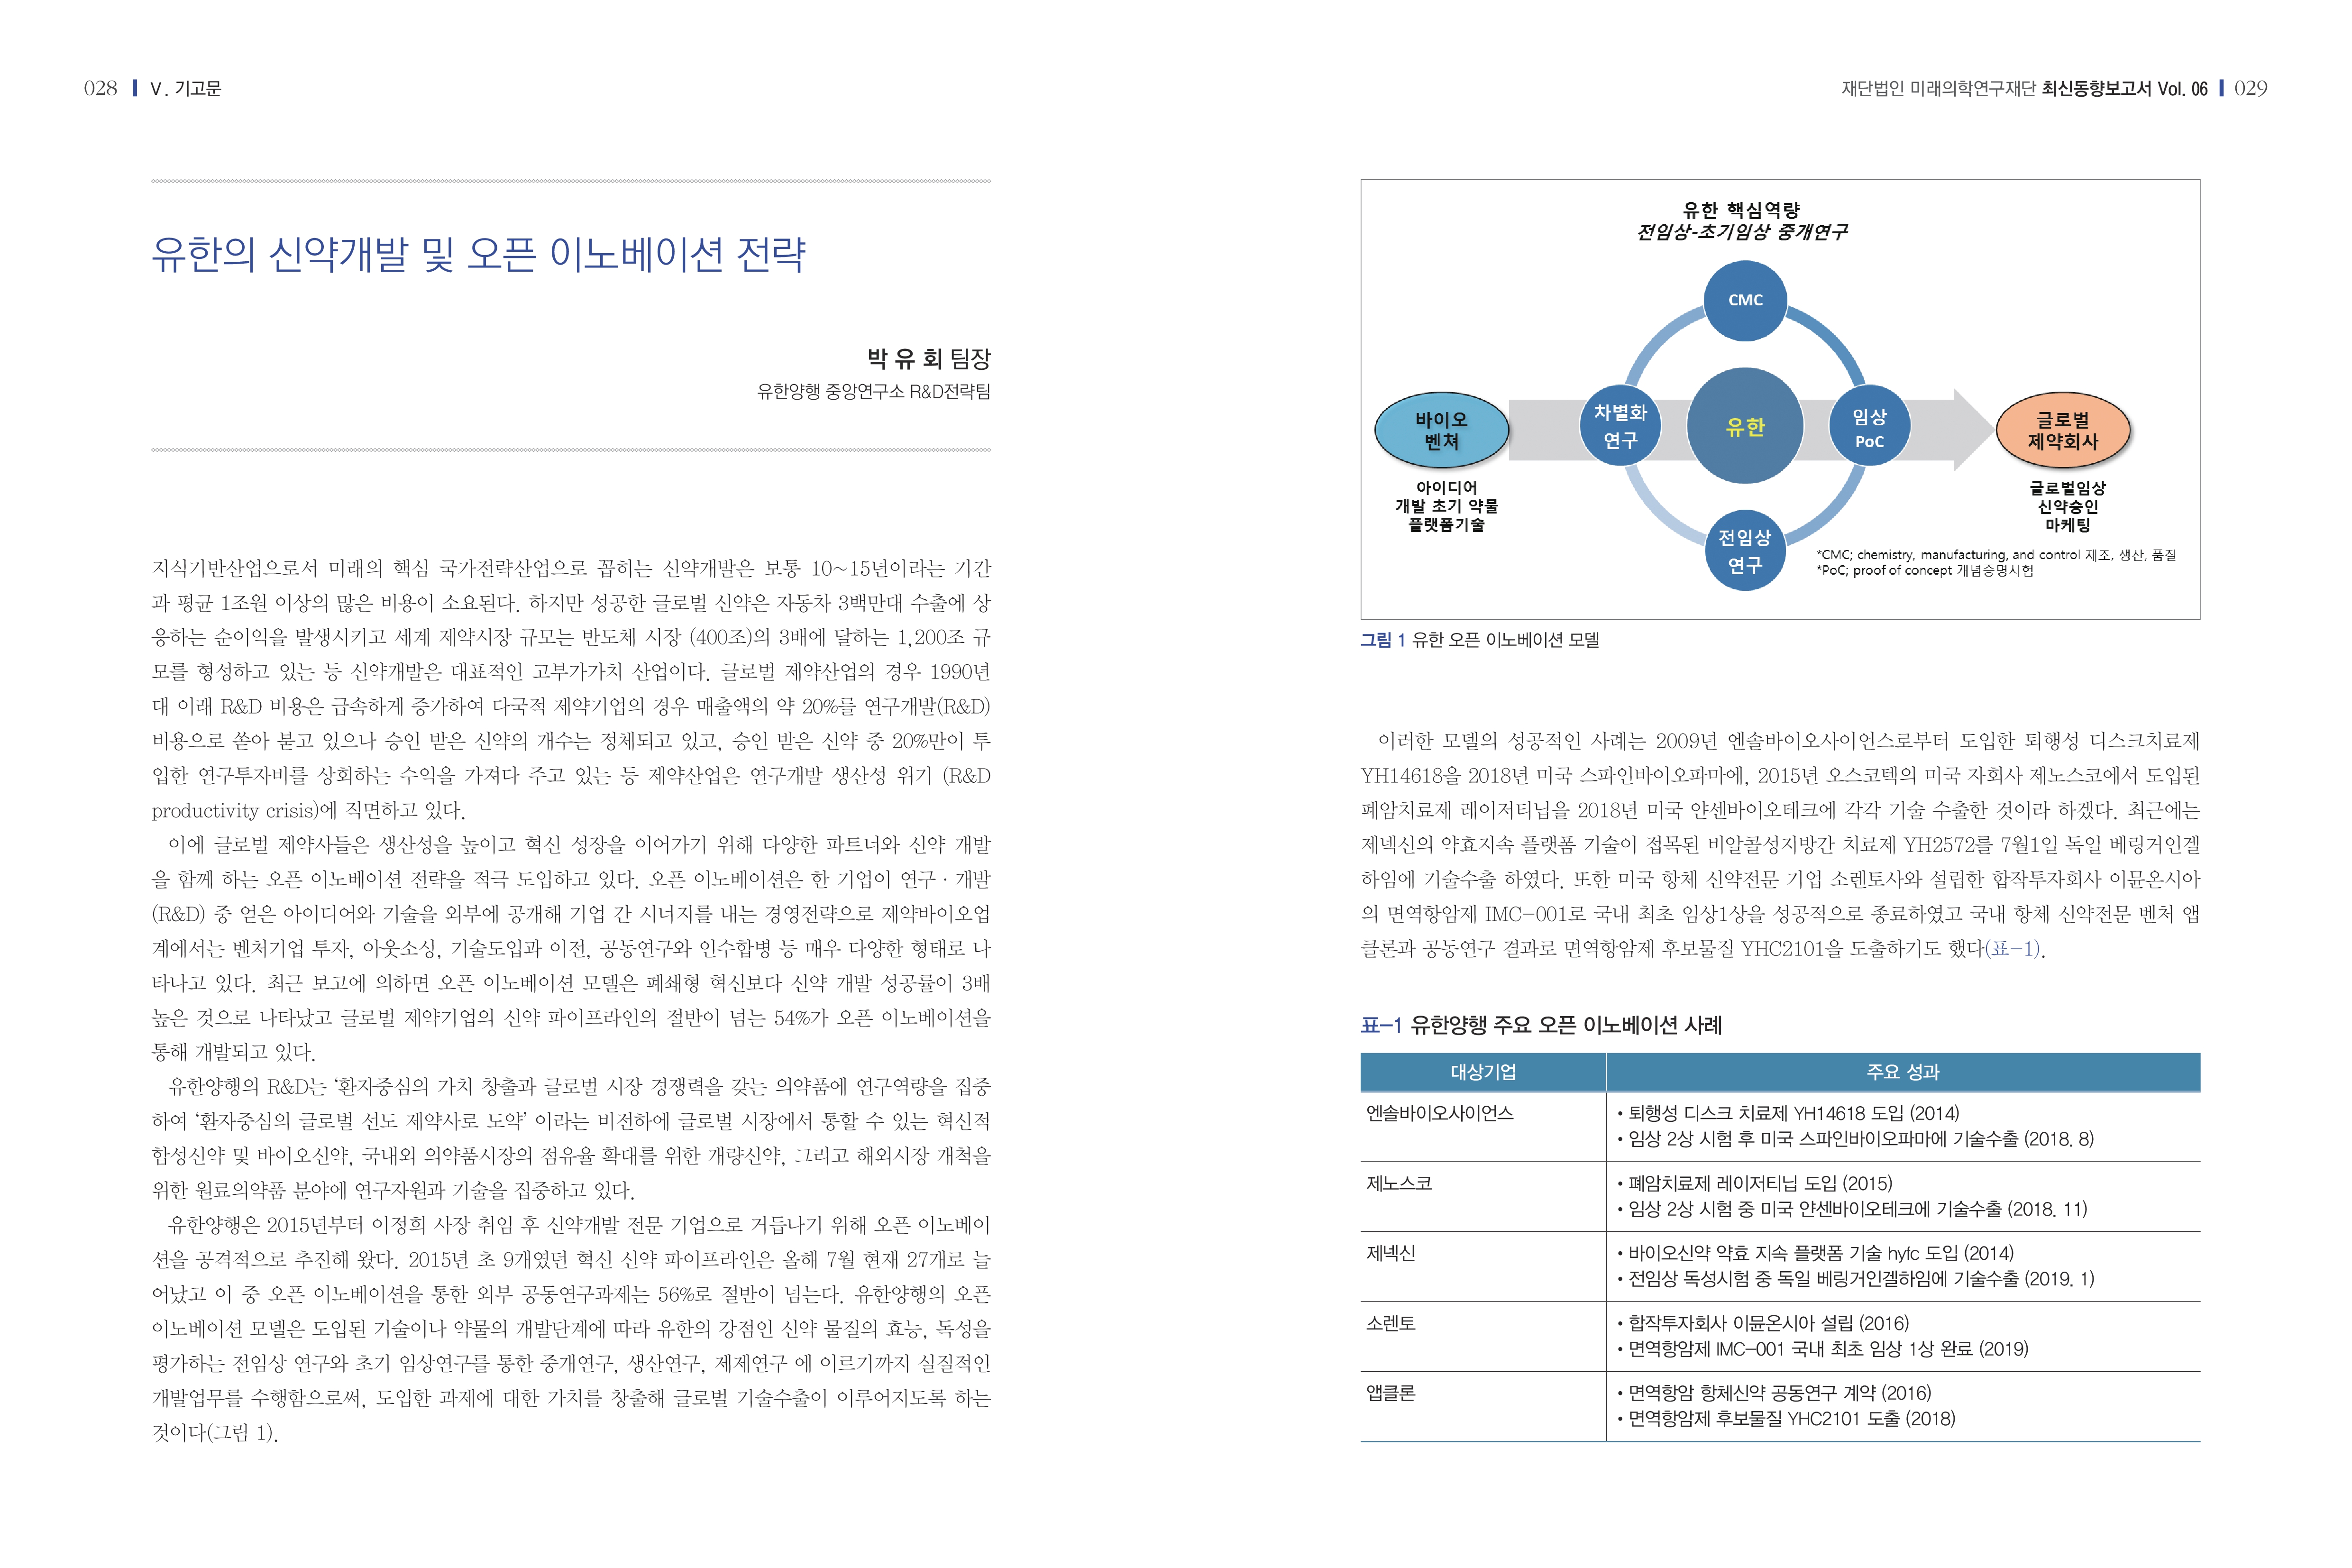 028 V. 기고문
재단법인 미래의학연구재단 최신동향보고서 Vol. 06 029
유한의 신약개발 및 오픈 이노베이션 전략
박 유 회 팀장
유한양행 중앙연구소 R&D전략팀
지식기반산업으로서 미래의 핵심 국가전략산업으로 꼽히는 신약개발은 보통 10~15년이라는 기간
과 평균 1조원 이상의 많은 비용이 소요된다. 하지만 성공한 글로벌 신약은 자동차 3백만대 수출에 상
응하는 순이익을 발생시키고 세계 제약시장 규모는 반도체 시장 (400조)의 3배에 달하는 1,200조 규
모를 형성하고 있는 등 신약개발은 대표적인 고부가가치 산업이다. 글로벌 제약산업의 경우 1990년
대 이래 R&D 비용은 급속하게 증가하여 다국적 제약기업의 경우 매출액의 약 20%를 연구개발(R&D)
비용으로 쏟아 붇고 있으나 승인 받은 신약의 개수는 정체되고 있고, 승인 받은 신약 중 20%만이 투
입한 연구투자비를 상회하는 수익을 가져다 주고 있는 등 제약산업은 연구개발 생산성 위기 (R&D
productivity crisis)에 직면하고 있다.
이에 글로벌 제약사들은 생산성을 높이고 혁신 성장을 이어가기 위해 다양한 파트너와 신약 개발
을 함께 하는 오픈 이노베이션 전략을 적극 도입하고 있다. 오픈 이노베이션은 한 기업이 연구 · 개발
(R&D) 중 얻은 아이디어와 기술을 외부에 공개해 기업 간 시너지를 내는 경영전략으로 제약바이오업
계에서는 벤처기업 투자, 아웃소싱, 기술도입과 이전, 공동연구와 인수합병 등 매우 다양한 형태로 나
타나고 있다. 최근 보고에 의하면 오픈 이노베이션 모델은 폐쇄형 혁신보다 신약 개발 성공률이 3배
높은 것으로 나타났고 글로벌 제약기업의 신약 파이프라인의 절반이 넘는 54%가 오픈 이노베이션을
통해 개발되고 있다.
유한양행의 R&D는 ‘환자중심의 가치 창출과 글로벌 시장 경쟁력을 갖는 의약품에 연구역량을 집중
하여 ‘환자중심의 글로벌 선도 제약사로 도약’ 이라는 비전하에 글로벌 시장에서 통할 수 있는 혁신적
합성신약 및 바이오신약, 국내외 의약품시장의 점유율 확대를 위한 개량신약, 그리고 해외시장 개척을
위한 원료의약품 분야에 연구자원과 기술을 집중하고 있다.
유한양행은 2015년부터 이정희 사장 취임 후 신약개발 전문 기업으로 거듭나기 위해 오픈 이노베이
션을 공격적으로 추진해 왔다. 2015년 초 9개였던 혁신 신약 파이프라인은 올해 7월 현재 27개로 늘
어났고 이 중 오픈 이노베이션을 통한 외부 공동연구과제는 56%로 절반이 넘는다. 유한양행의 오픈
이노베이션 모델은 도입된 기술이나 약물의 개발단계에 따라 유한의 강점인 신약 물질의 효능, 독성을
평가하는 전임상 연구와 초기 임상연구를 통한 중개연구, 생산연구, 제제연구 에 이르기까지 실질적인
개발업무를 수행함으로써, 도입한 과제에 대한 가치를 창출해 글로벌 기술수출이 이루어지도록 하는
것이다(그림 1).
유한 핵심역량
전임상-초기임상 중개연구
CMC
바이오
벤쳐
차별화
연구
유한
임상
PoC
글로벌
제약회사
아이디어
개발 초기 약물
플랫폼기술
전임상
연구
글로벌임상
신약승인
마케팅
*CMC; chemistry, manufacturing, and control 제조, 생산, 품질
*PoC; proof of concept 개념증명시험
그림 1 유한 오픈 이노베이션 모델
이러한 모델의 성공적인 사례는 2009년 엔솔바이오사이언스로부터 도입한 퇴행성 디스크치료제
YH14618을 2018년 미국 스파인바이오파마에, 2015년 오스코텍의 미국 자회사 제노스코에서 도입된
폐암치료제 레이저티닙을 2018년 미국 얀센바이오테크에 각각 기술 수출한 것이라 하겠다. 최근에는
제넥신의 약효지속 플랫폼 기술이 접목된 비알콜성지방간 치료제 YH2572를 7월1일 독일 베링거인겔
하임에 기술수출 하였다. 또한 미국 항체 신약전문 기업 소렌토사와 설립한 합작투자회사 이뮨온시아
의 면역항암제 IMC-001로 국내 최초 임상1상을 성공적으로 종료하였고 국내 항체 신약전문 벤처 앱
클론과 공동연구 결과로 면역항암제 후보물질 YHC2101을 도출하기도 했다(표-1).
표-1 유한양행 주요 오픈 이노베이션 사례
대상기업 주요 성과
엔솔바이오사이언스 • 퇴행성 디스크 치료제 YH14618 도입 (2014)
• 임상 2상 시험 후 미국 스파인바이오파마에 기술수출 (2018. 8)
제노스코 • 폐암치료제 레이저티닙 도입 (2015)
• 임상 2상 시험 중 미국 얀센바이오테크에 기술수출 (2018. 11)
제넥신 • 바이오신약 약효 지속 플랫폼 기술 hyfc 도입 (2014)
• 전임상 독성시험 중 독일 베링거인겔하임에 기술수출 (2019. 1)
소렌토 • 합작투자회사 이뮨온시아 설립 (2016)
• 면역항암제 IMC-001 국내 최초 임상 1상 완료 (2019)
앱클론 • 면역항암 항체신약 공동연구 계약 (2016)
• 면역항암제 후보물질 YHC2101 도출 (2018)